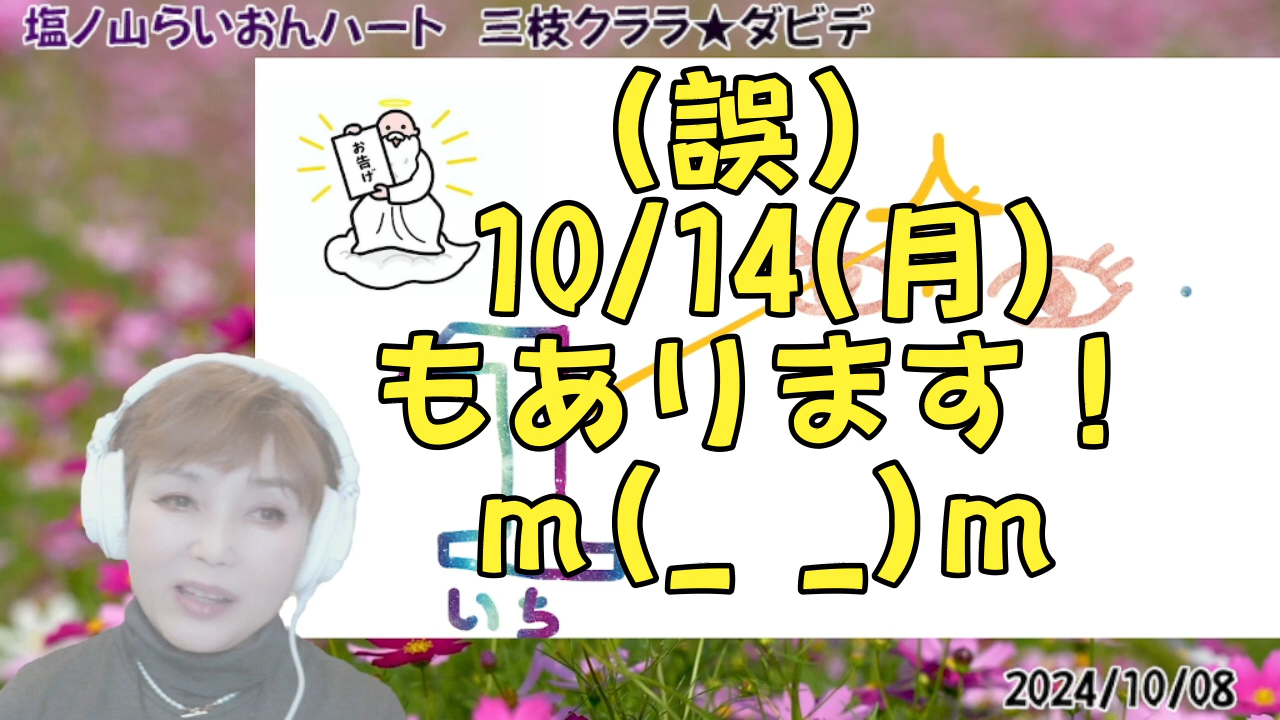 塩ノ山らいおんハート 三枝クララ★ダビデ
お告げ
(誤)
10/14(月)
もあります!
m(_ _)m
いち
2024/10/08